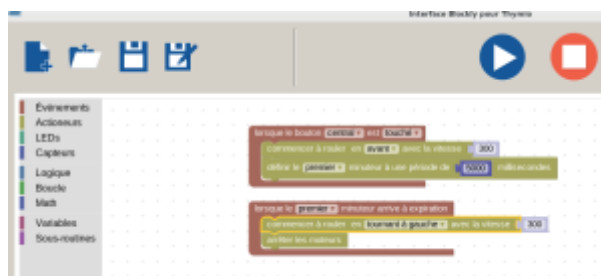 Interface Blockly pour Thymio
Événements
Actionneurs
LEDs
Capteurs
Logique
Boucle
Math
Variables
Sous-routines
lorsque le bouton central est touché
commencer à rouler en avant avec la vitesse 300
définir le premier minuteur à une période de 5000 millisecondes
lorsque le premier minuteur arrive à expiration
commencer à rouler en tournant à gauche avec la vitesse 300
arrêter les moteurs